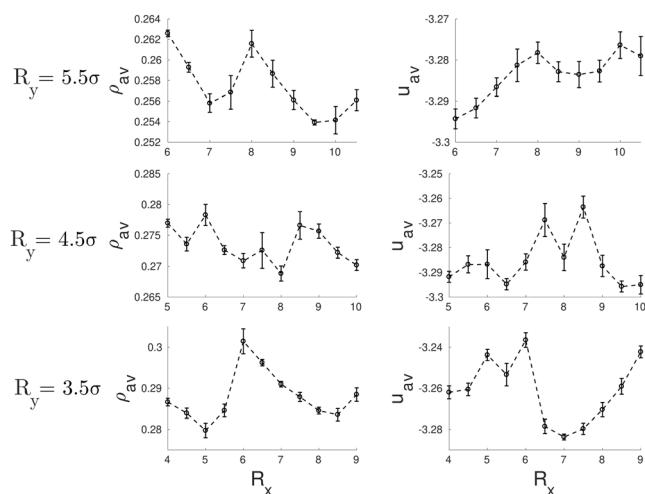 R_y = 5.5σ
ρ_av
0.264
0.262
0.26
0.258
0.256
0.254
0.252
6 7 8 9 10
u_av
-3.27
-3.28
-3.29
-3.3
6 7 8 9 10
R_y = 4.5σ
ρ_av
0.285
0.28
0.275
0.27
0.265
5 6 7 8 9 10
u_av
-3.25
-3.26
-3.27
-3.28
-3.29
-3.3
5 6 7 8 9 10
R_y = 3.5σ
ρ_av
0.3
0.29
0.28
4 5 6 7 8 9
R_x
u_av
-3.24
-3.26
-3.28
4 5 6 7 8 9
R_x